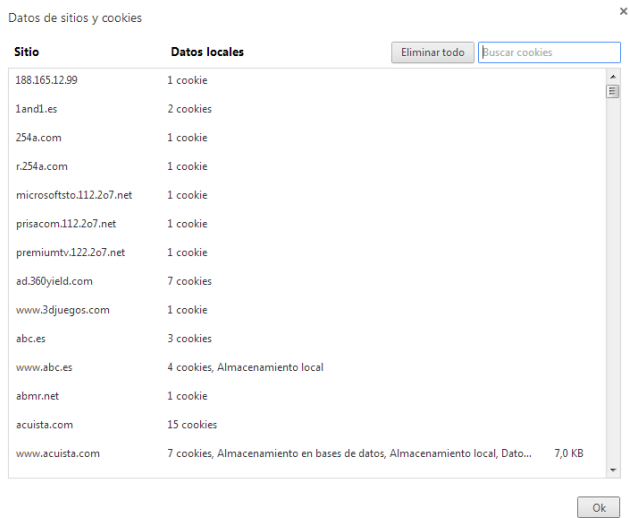 Datos de sitios y cookies
Sitio Datos locales Eliminar todo Buscar cookies
188.165.12.99 1 cookie
1and1.es 2 cookies
254a.com 1 cookie
r.254a.com 1 cookie
microsoftsto.112.2o7.net 1 cookie
prisacom.112.2o7.net 1 cookie
premiumtv.122.2o7.net 1 cookie
ad.360yield.com 7 cookies
www.3djuegos.com 1 cookie
abc.es 3 cookies
www.abc.es 4 cookies, Almacenamiento local
abmr.net 1 cookie
acuista.com 15 cookies
www.acuista.com 7 cookies, Almacenamiento en bases de datos, Almacenamiento local, Dato... 7,0 KB
Ok